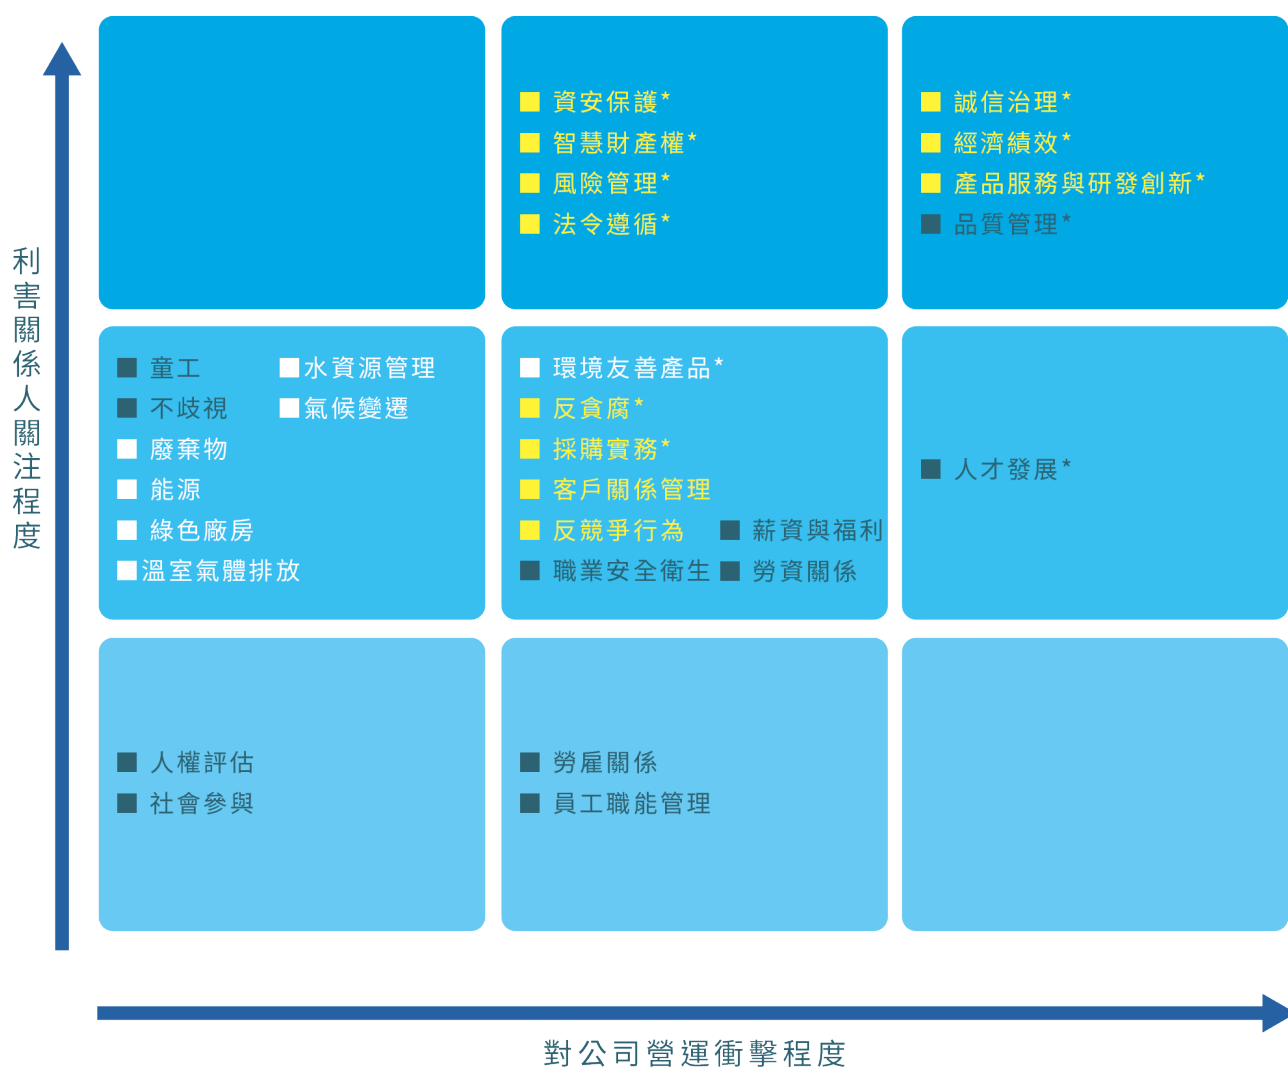 利害關係人關注程度
資安保護*
智慧財產權*
風險管理*
法令遵循*
誠信治理*
經濟績效*
產品服務與研發創新*
品質管理*
童工
水資源管理
不歧視
氣候變遷
廢棄物
能源
綠色廠房
溫室氣體排放
環境友善產品*
反貪腐*
採購實務*
客戶關係管理
反競爭行為
薪資與福利
職業安全衛生
勞資關係
人才發展*
人權評估
社會參與
勞雇關係
員工職能管理
對公司營運衝擊程度